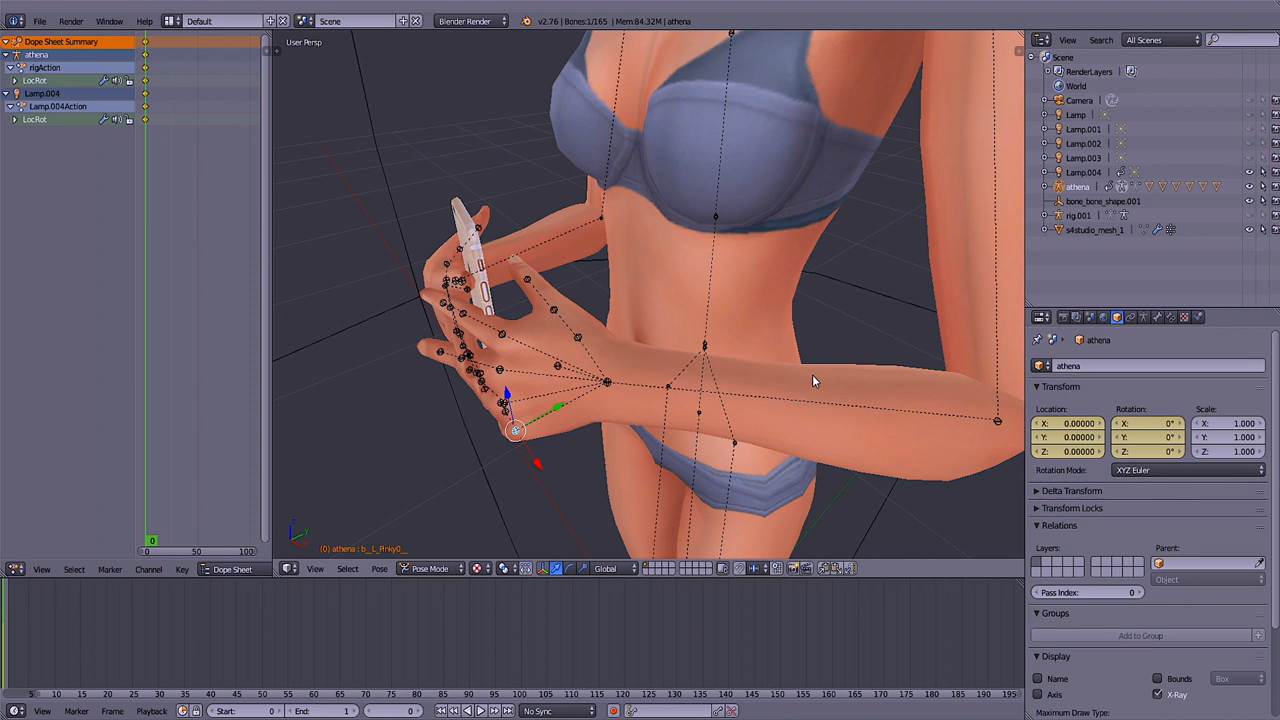 File Render Window Help Default Scene Blender Render v2.76 | Bones:1/165 | Mem:84.32M | athena
Dope Sheet Summary
athena
rigAction
LocRot
Lamp.004
Lamp.004Action
LocRot
0
0 50 100
View Select Marker Channel Key Dope Sheet
User Persp
(0) athena : b__L_Pinky0__
View Select Pose Pose Mode Global
View Search All Scenes
Scene
RenderLayers
World
Camera
Lamp
Lamp.001
Lamp.002
Lamp.003
Lamp.004
athena
bone_bone_shape.001
rig.001
s4studio_mesh_1
athena
athena
Transform
Location: Rotation: Scale:
X: 0.00000 X: 0° X: 1.000
Y: 0.00000 Y: 0° Y: 1.000
Z: 0.00000 Z: 0° Z: 1.000
Rotation Mode: XYZ Euler
Delta Transform
Transform Locks
Relations
Layers: Parent:
Object
Pass Index: 0
Groups
Add to Group
Display
Name Bounds Box
Axis X-Ray
Maximum Draw Type:
5 10 15 20 25 30 35 40 45 50 55 60 65 70 75 80 85 90 95 100 105 110 115 120 125 130 135 140 145 150 155 160 165 170 175 180 185 190 195
View Marker Frame Playback Start: 0 End: 1 0 No Sync